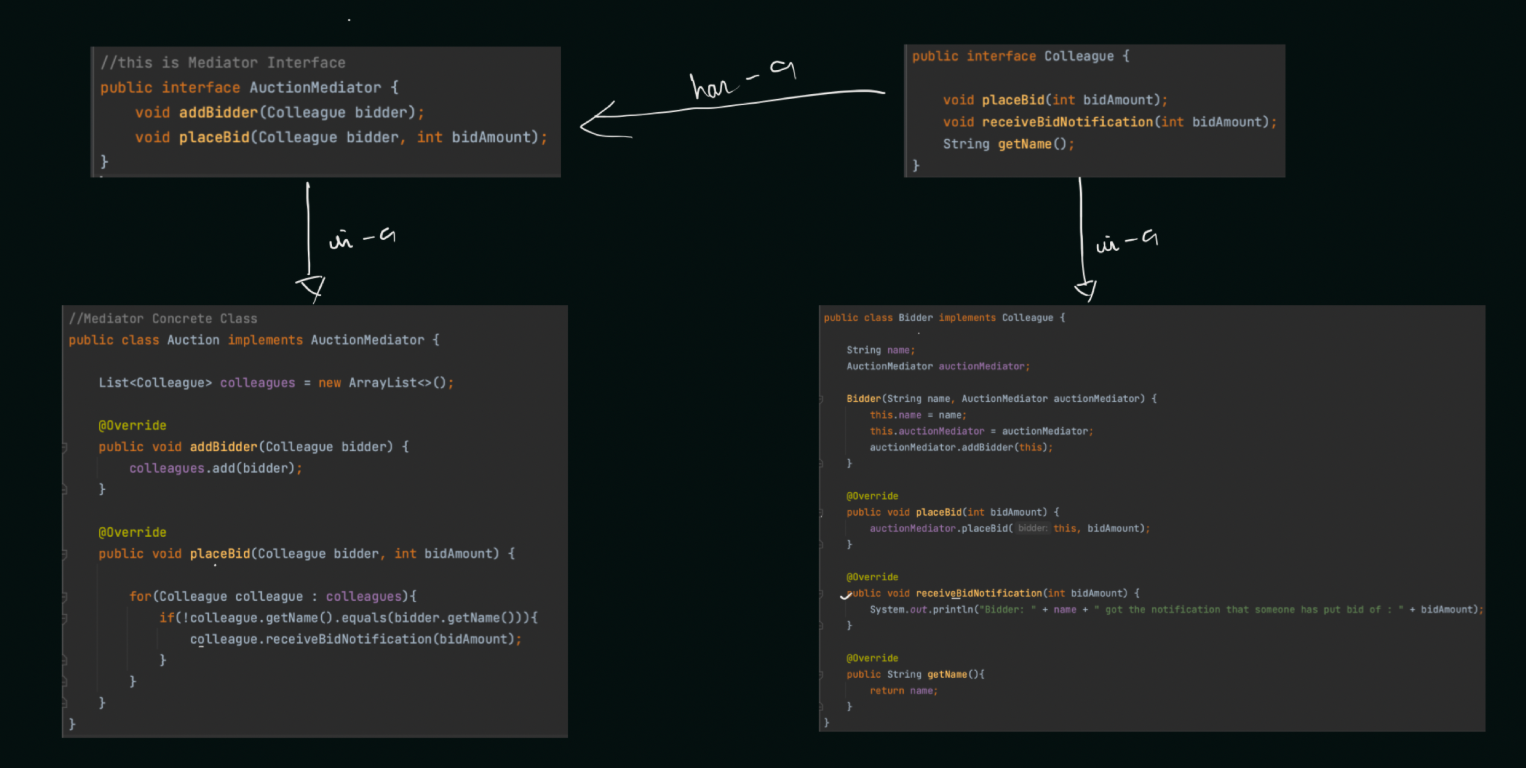 //this is Mediator Interface
public interface AuctionMediator {
void addBidder(Colleague bidder);
void placeBid(Colleague bidder, int bidAmount);
}
has-a
public interface Colleague {
void placeBid(int bidAmount);
void receiveBidNotification(int bidAmount);
String getName();
}
is-a
is-a
//Mediator Concrete Class
public class Auction implements AuctionMediator {
List<Colleague> colleagues = new ArrayList<>();
@Override
public void addBidder(Colleague bidder) {
colleagues.add(bidder);
}
@Override
public void placeBid(Colleague bidder, int bidAmount) {
for(Colleague colleague : colleagues){
if(!colleague.getName().equals(bidder.getName())){
colleague.receiveBidNotification(bidAmount);
}
}
}
}
public class Bidder implements Colleague {
String name;
AuctionMediator auctionMediator;
Bidder(String name, AuctionMediator auctionMediator) {
this.name = name;
this.auctionMediator = auctionMediator;
auctionMediator.addBidder(this);
}
@Override
public void placeBid(int bidAmount) {
auctionMediator.placeBid( bidder: this, bidAmount);
}
@Override
public void receiveBidNotification(int bidAmount) {
System.out.println("Bidder: " + name + " got the notification that someone has put bid of : " + bidAmount);
}
@Override
public String getName(){
return name;
}
}